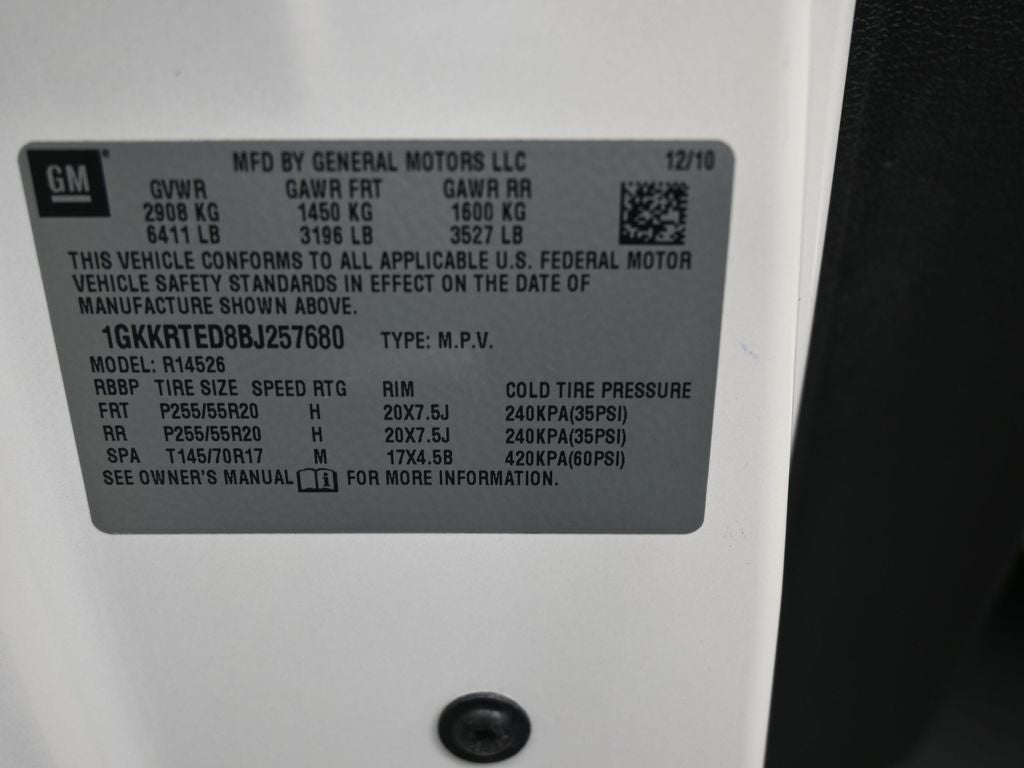 GM MFD BY GENERAL MOTORS LLC 12/10
GVWR GAWR FRT GAWR RR
2908 KG 1450 KG 1600 KG
6411 LB 3196 LB 3527 LB
THIS VEHICLE CONFORMS TO ALL APPLICABLE U.S. FEDERAL MOTOR
VEHICLE SAFETY STANDARDS IN EFFECT ON THE DATE OF
MANUFACTURE SHOWN ABOVE.
1GKKRTED8BJ257680 TYPE: M.P.V.
MODEL: R14526
RBBP TIRE SIZE SPEED RTG RIM COLD TIRE PRESSURE
FRT P255/55R20 H 20X7.5J 240KPA(35PSI)
RR P255/55R20 H 20X7.5J 240KPA(35PSI)
SPA T145/70R17 M 17X4.5B 420KPA(60PSI)
SEE OWNER'S MANUAL i FOR MORE INFORMATION.